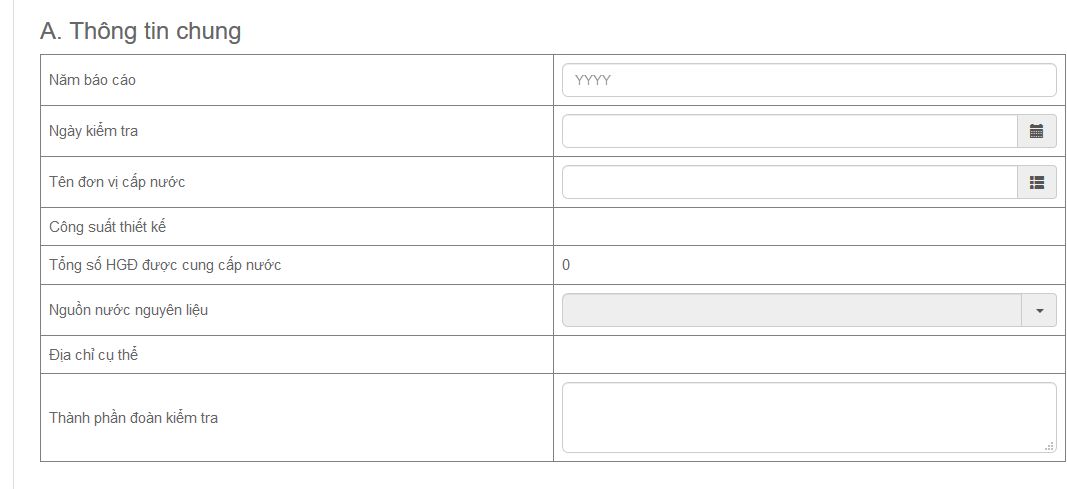 A. Thông tin chung
Năm báo cáo
YYYY
Ngày kiểm tra
Tên đơn vị cấp nước
Công suất thiết kế
Tổng số HGĐ được cung cấp nước
0
Nguồn nước nguyên liệu
Địa chỉ cụ thể
Thành phần đoàn kiểm tra